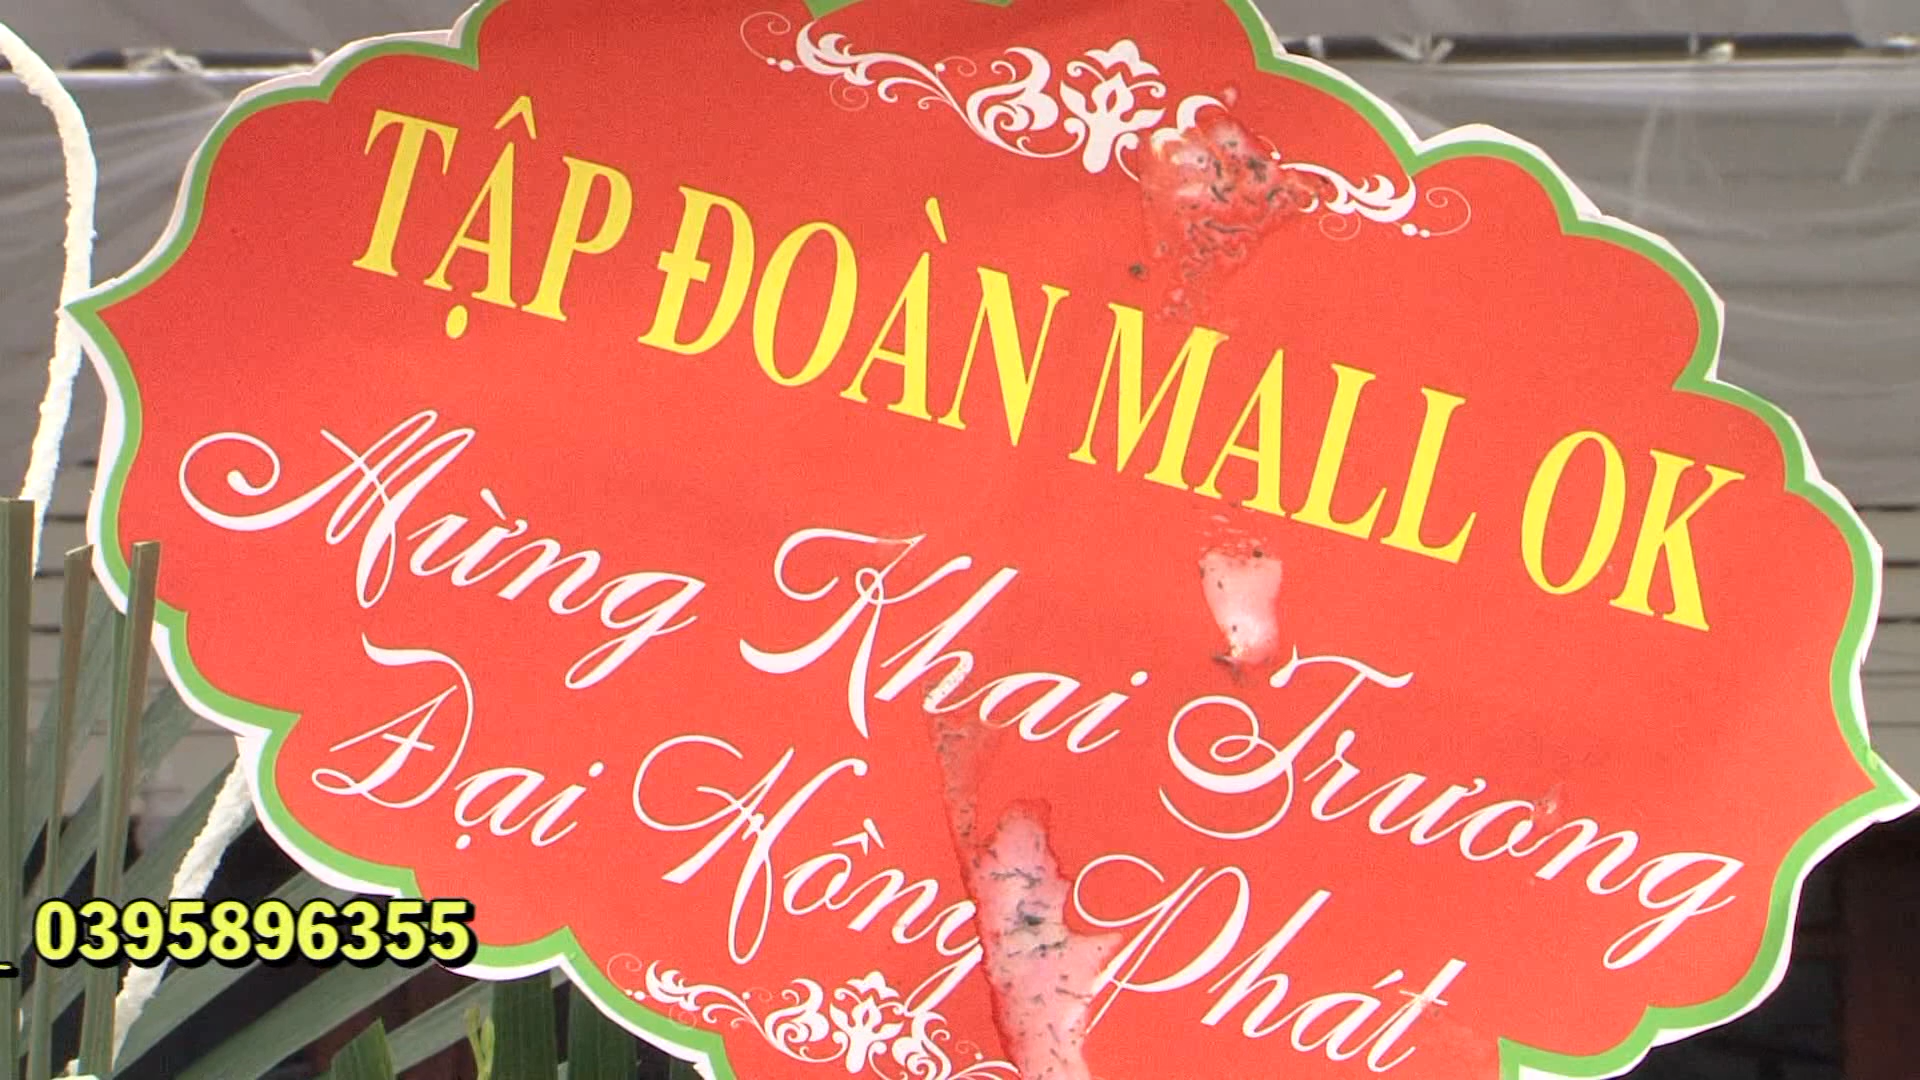 TẬP ĐOÀN MALL OK
Mừng Khai Trương
Đại Hồng Phát
0395896355